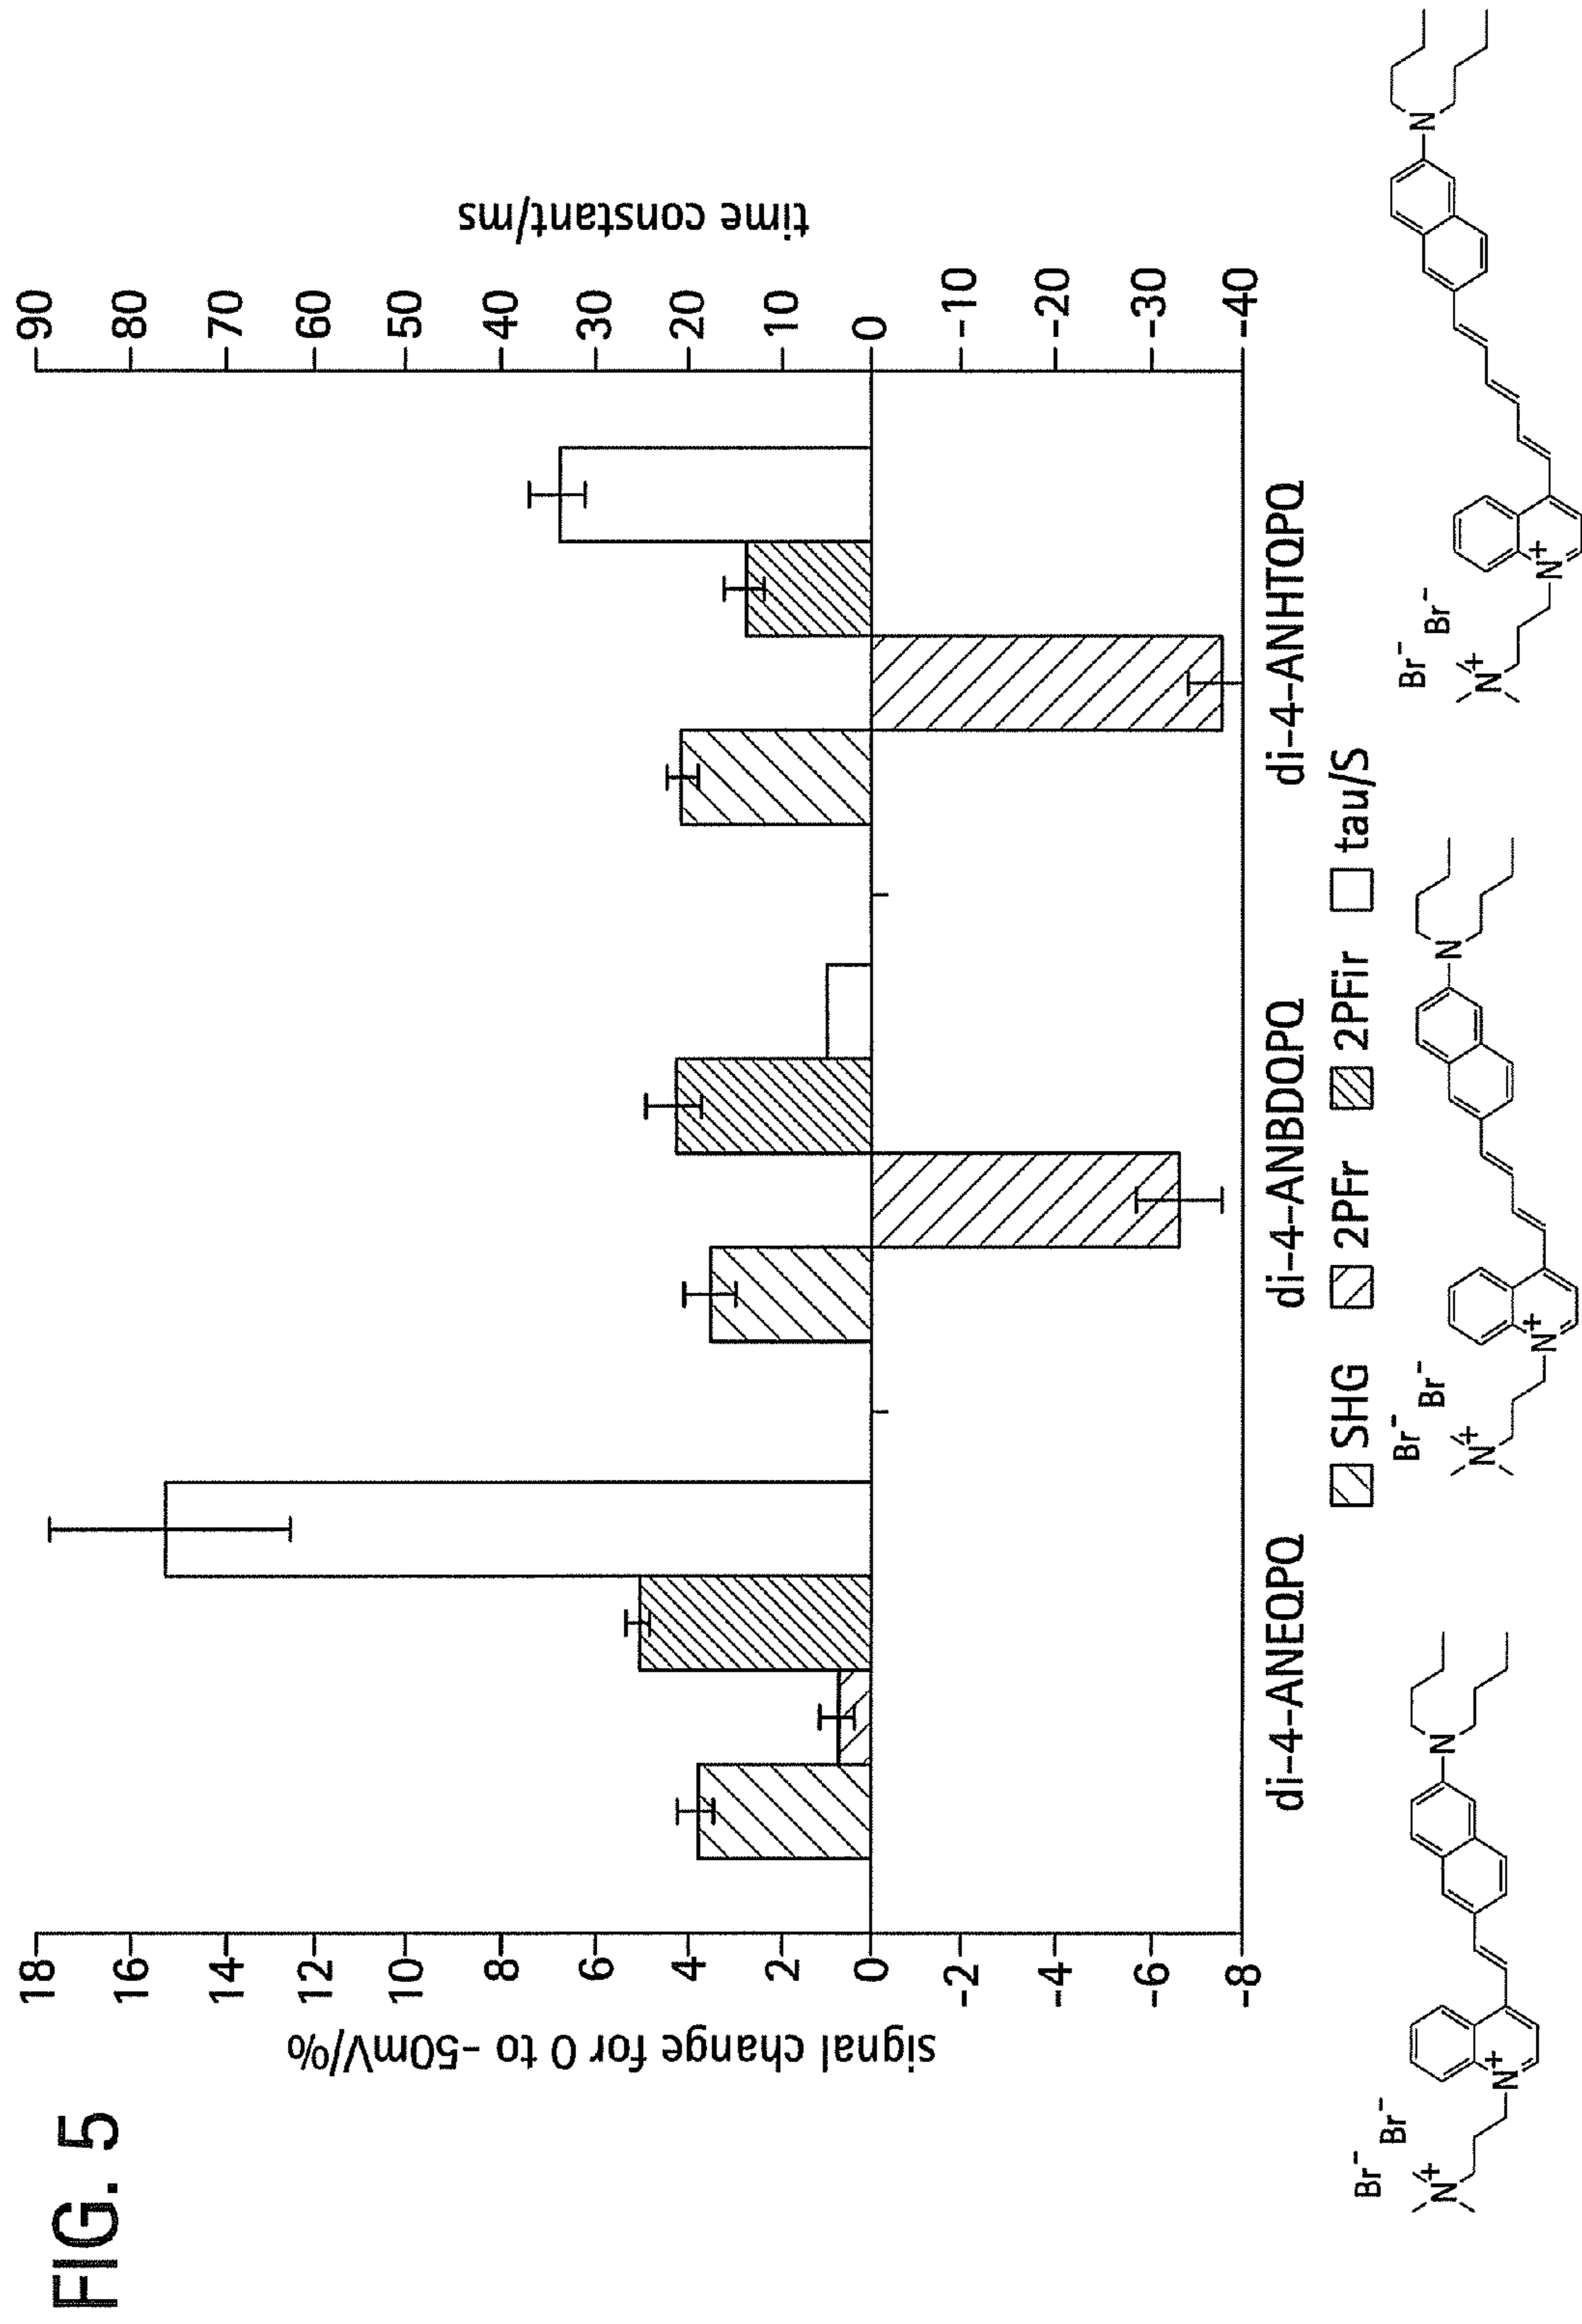 FIG. 5
signal change for 0 to -50mV/%
18
16
14
12
10
8
6
4
2
0
-2
-4
-6
-8
time constant/ms
90
80
70
60
50
40
30
20
10
0
-10
-20
-30
-40
di-4-ANEQPQ di-4-ANBDQPQ di-4-ANHTQPQ
SHG 2PFr 2PFir tau/S
Br⁻
Br⁻
N⁺
N⁺
N
Br⁻
Br⁻
N⁺
N⁺
N
Br⁻
Br⁻
N⁺
N⁺
N